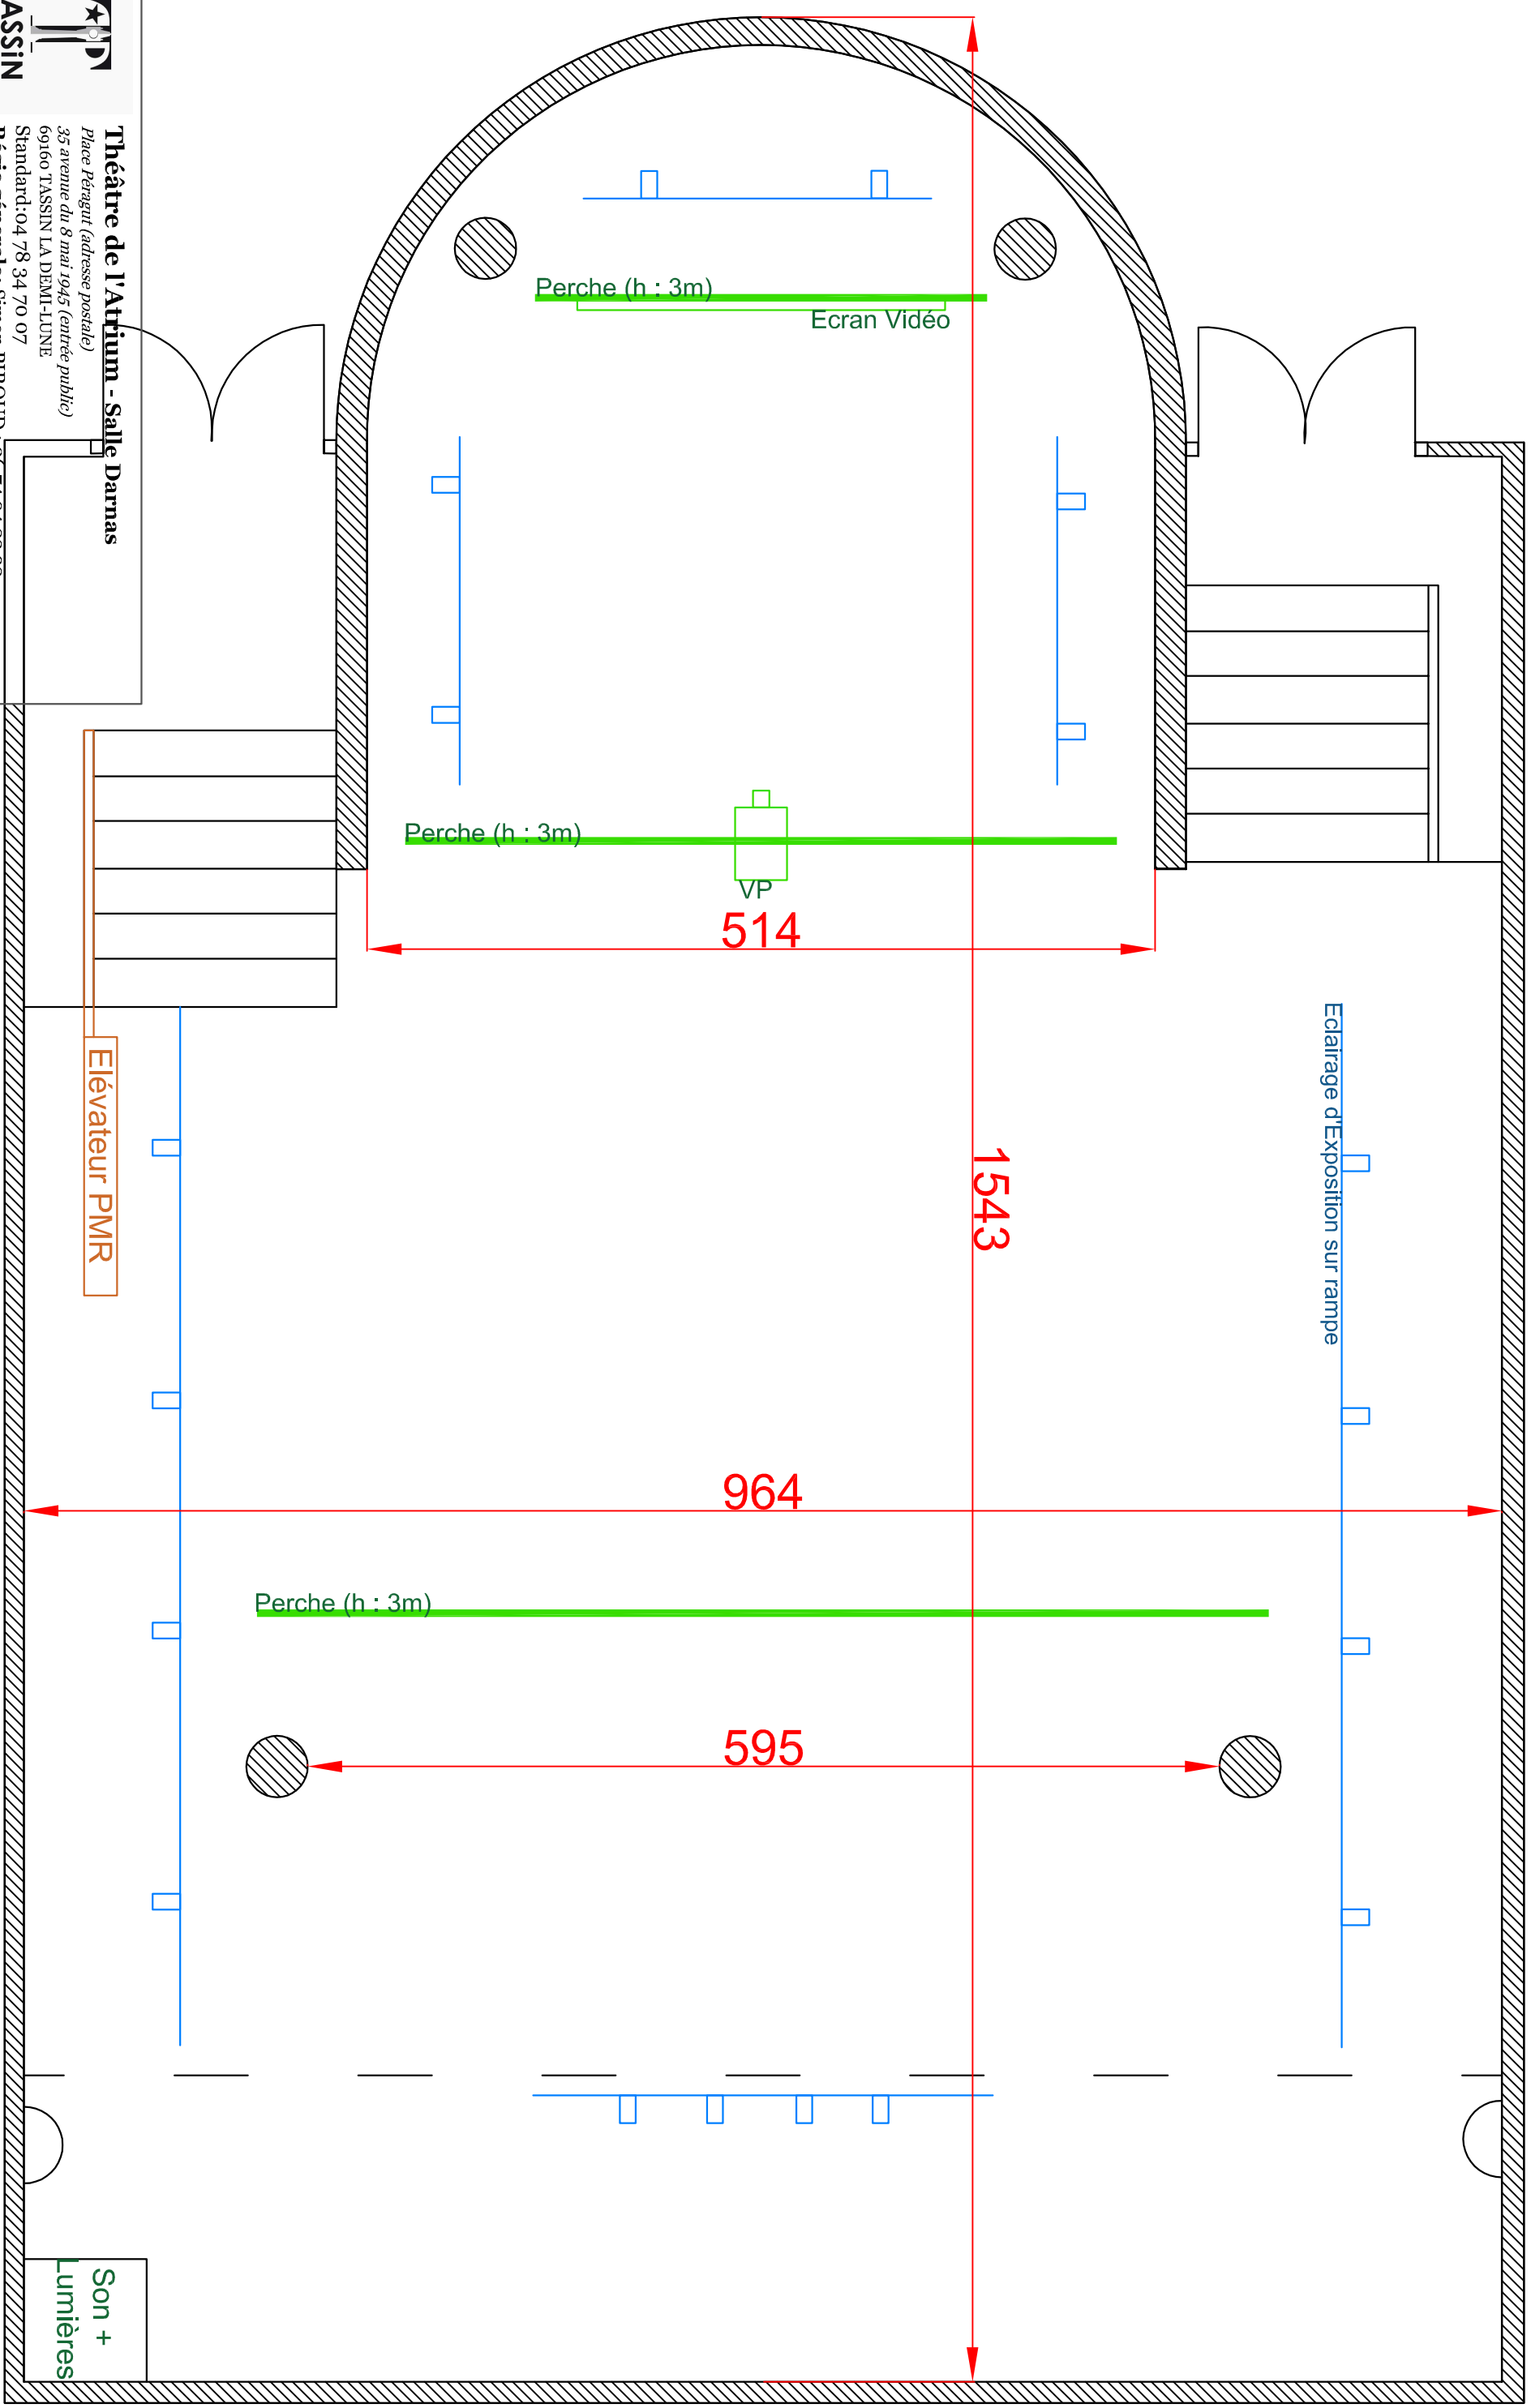 ASSIN
Théâtre de l'Atrium - Salle Darnas
Place Péragut (adresse postale)
35 avenue du 8 mai 1945 (entrée public)
69160 TASSIN LA DEMI-LUNE
Standard:04 78 34 70 07
Perche (h : 3m)
Ecran Vidéo
Perche (h : 3m)
VP
514
Elévateur PMR
1543
Eclairage d'Exposition sur rampe
964
Perche (h : 3m)
595
Son +
Lumières